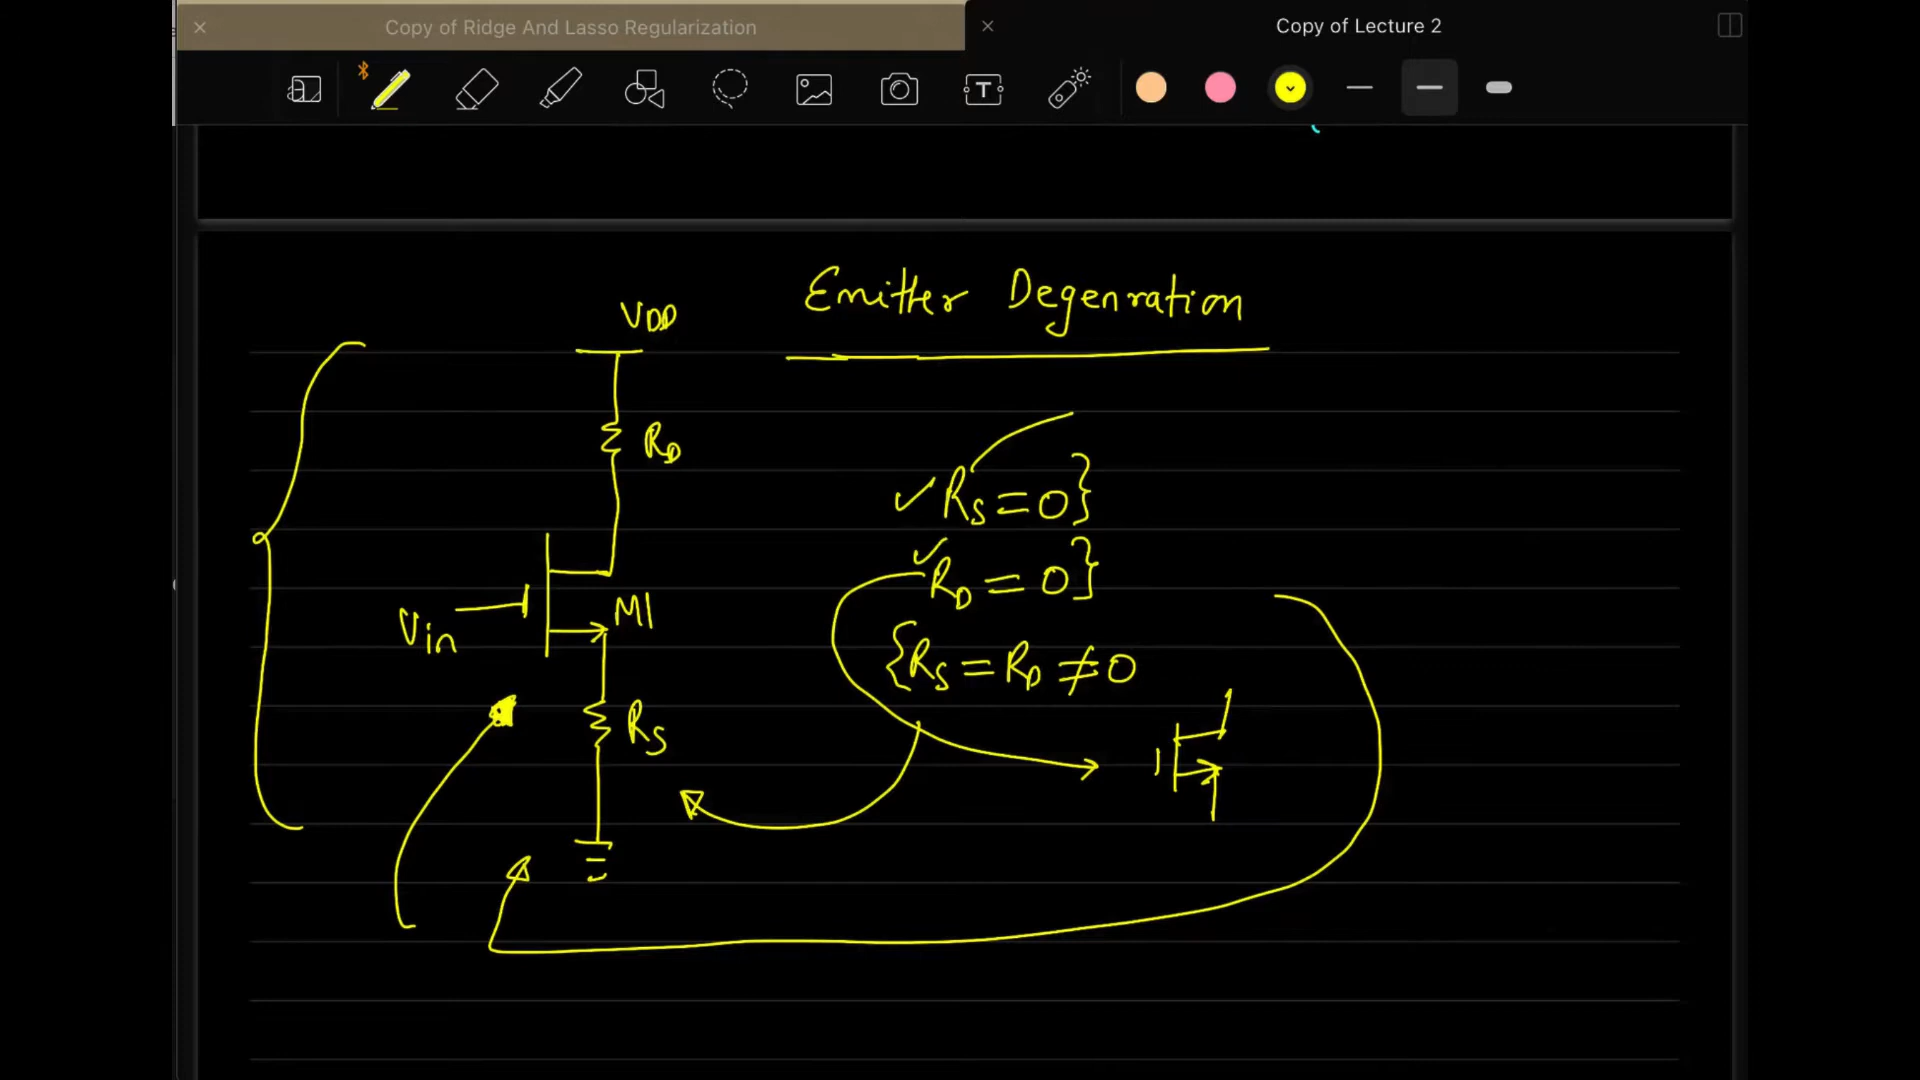 Copy of Ridge And Lasso Regularization
Copy of Lecture 2
T
Emitter Degenration
VDD
RD
Vin
M1
RS
RS = 0}
RD = 0}
{RS = RD ≠ 0